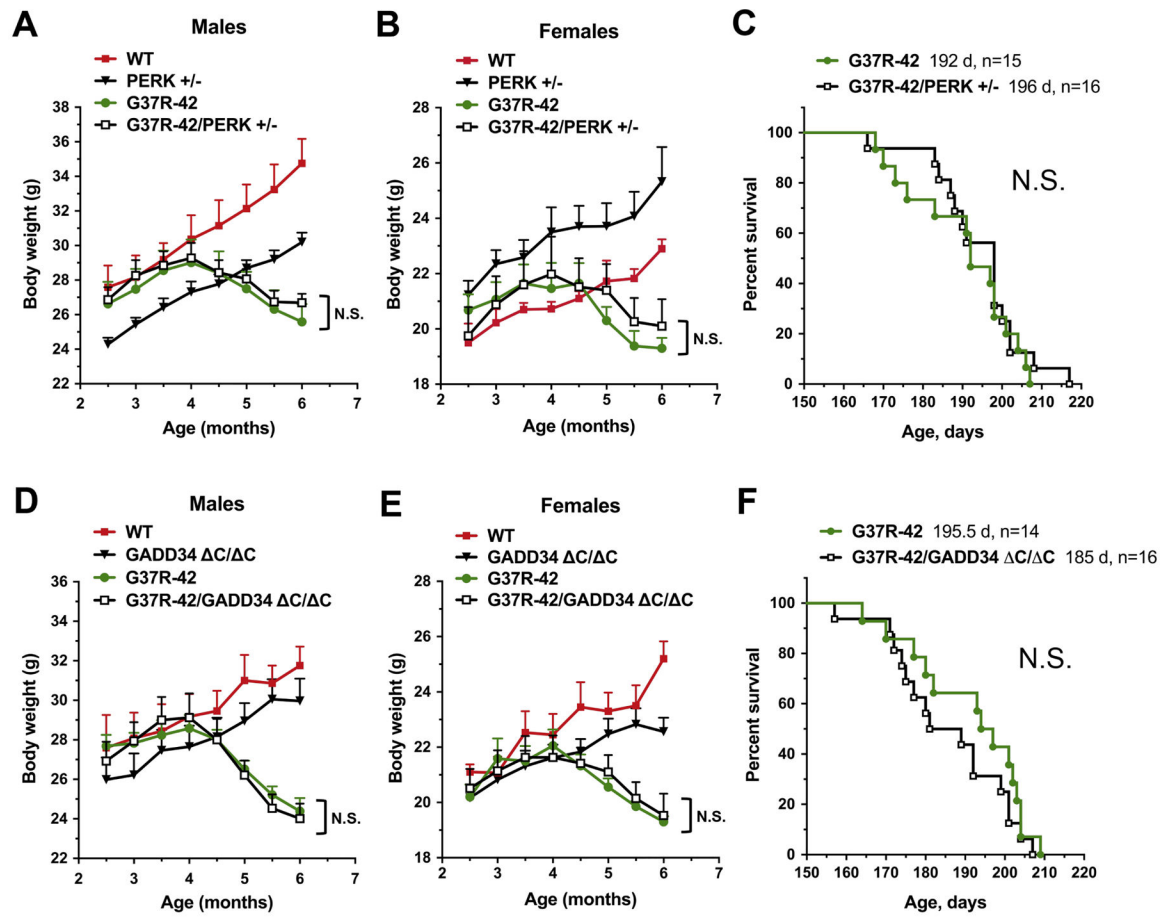 A
Males
WT
PERK +/-
G37R-42
G37R-42/PERK +/-
38
36
34
32
30
28
26
24
22
Body weight (g)
N.S.
2
3
4
5
6
7
Age (months)
B
Females
WT
PERK +/-
G37R-42
G37R-42/PERK +/-
28
26
24
22
20
18
Body weight (g)
N.S.
2
3
4
5
6
7
Age (months)
C
G37R-42 192 d, n=15
G37R-42/PERK +/- 196 d, n=16
100
80
60
40
20
0
Percent survival
N.S.
150
160
170
180
190
200
210
220
Age, days
D
Males
WT
GADD34 ΔC/ΔC
G37R-42
G37R-42/GADD34 ΔC/ΔC
36
34
32
30
28
26
24
22
Body weight (g)
N.S.
2
3
4
5
6
7
Age (months)
E
Females
WT
GADD34 ΔC/ΔC
G37R-42
G37R-42/GADD34 ΔC/ΔC
28
26
24
22
20
18
Body weight (g)
N.S.
2
3
4
5
6
7
Age (months)
F
G37R-42 195.5 d, n=14
G37R-42/GADD34 ΔC/ΔC 185 d, n=16
100
80
60
40
20
0
Percent survival
N.S.
150
160
170
180
190
200
210
220
Age, days